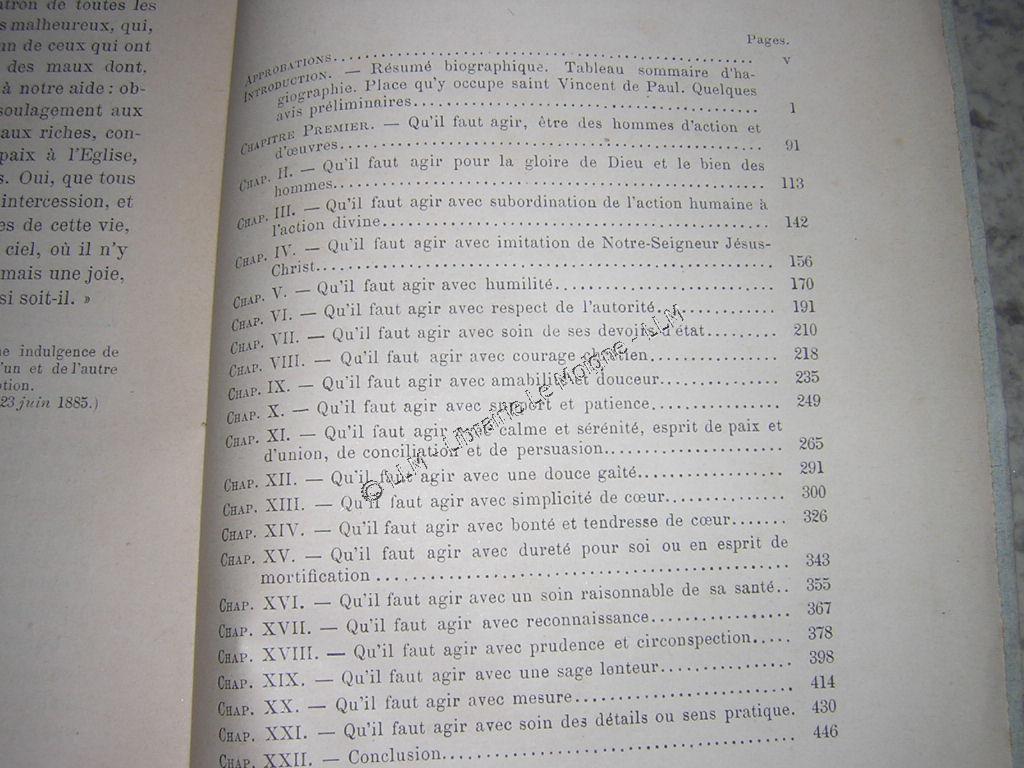 atron de toutes les
s malheureux, qui,
un de ceux qui ont
des maux dont,
à notre aide : ob-
soulagement aux
aux riches, con-
paix à l'Eglise,
s. Oui, que tous
intercession, et
es de cette vie,
ciel, où il n'y
mais une joie,
si soit-il. »
ne indulgence de
'un et de l'autre
ption.
23 juin 1885.)
Pages.
APPROBATIONS........ V
INTRODUCTION. — Résumé biographique. Tableau sommaire d'ha-
giographie. Place qu'y occupe saint Vincent de Paul. Quelques
avis préliminaires........ 1
CHAPITRE PREMIER. — Qu'il faut agir, être des hommes d'action et
d'œuvres........ 91
CHAP. II. — Qu'il faut agir pour la gloire de Dieu et le bien des
hommes........ 113
CHAP. III. — Qu'il faut agir avec subordination de l'action humaine à
l'action divine........ 142
CHAP. IV. — Qu'il faut agir avec imitation de Notre-Seigneur Jésus-
Christ........ 156
CHAP. V. — Qu'il faut agir avec humilité........ 170
CHAP. VI. — Qu'il faut agir avec respect de l'autorité........ 191
CHAP. VII. — Qu'il faut agir avec soin de ses devoirs d'état........ 210
CHAP. VIII. — Qu'il faut agir avec courage chrétien........ 218
CHAP. IX. — Qu'il faut agir avec amabilité et douceur........ 235
CHAP. X. — Qu'il faut agir avec support et patience........ 249
CHAP. XI. — Qu'il faut agir avec calme et sérénité, esprit de paix et
d'union, de conciliation et de persuasion........ 265
CHAP. XII. — Qu'il faut agir avec une douce gaîté........ 291
CHAP. XIII. — Qu'il faut agir avec simplicité de cœur........ 300
CHAP. XIV. — Qu'il faut agir avec bonté et tendresse de cœur....... 326
CHAP. XV. — Qu'il faut agir avec dureté pour soi ou en esprit de
mortification ........ 343
CHAP. XVI. — Qu'il faut agir avec un soin raisonnable de sa santé.. 355
CHAP. XVII. — Qu'il faut agir avec reconnaissance........ 367
CHAP. XVIII. — Qu'il faut agir avec prudence et circonspection..... 378
CHAP. XIX. — Qu'il faut agir avec une sage lenteur........ 398
CHAP. XX. — Qu'il faut agir avec mesure........ 414
CHAP. XXI. — Qu'il faut agir avec soin des détails ou sens pratique. 430
CHAP. XXII. — Conclusion........ 446
© LLM - Librairie Le Moigne - LLM